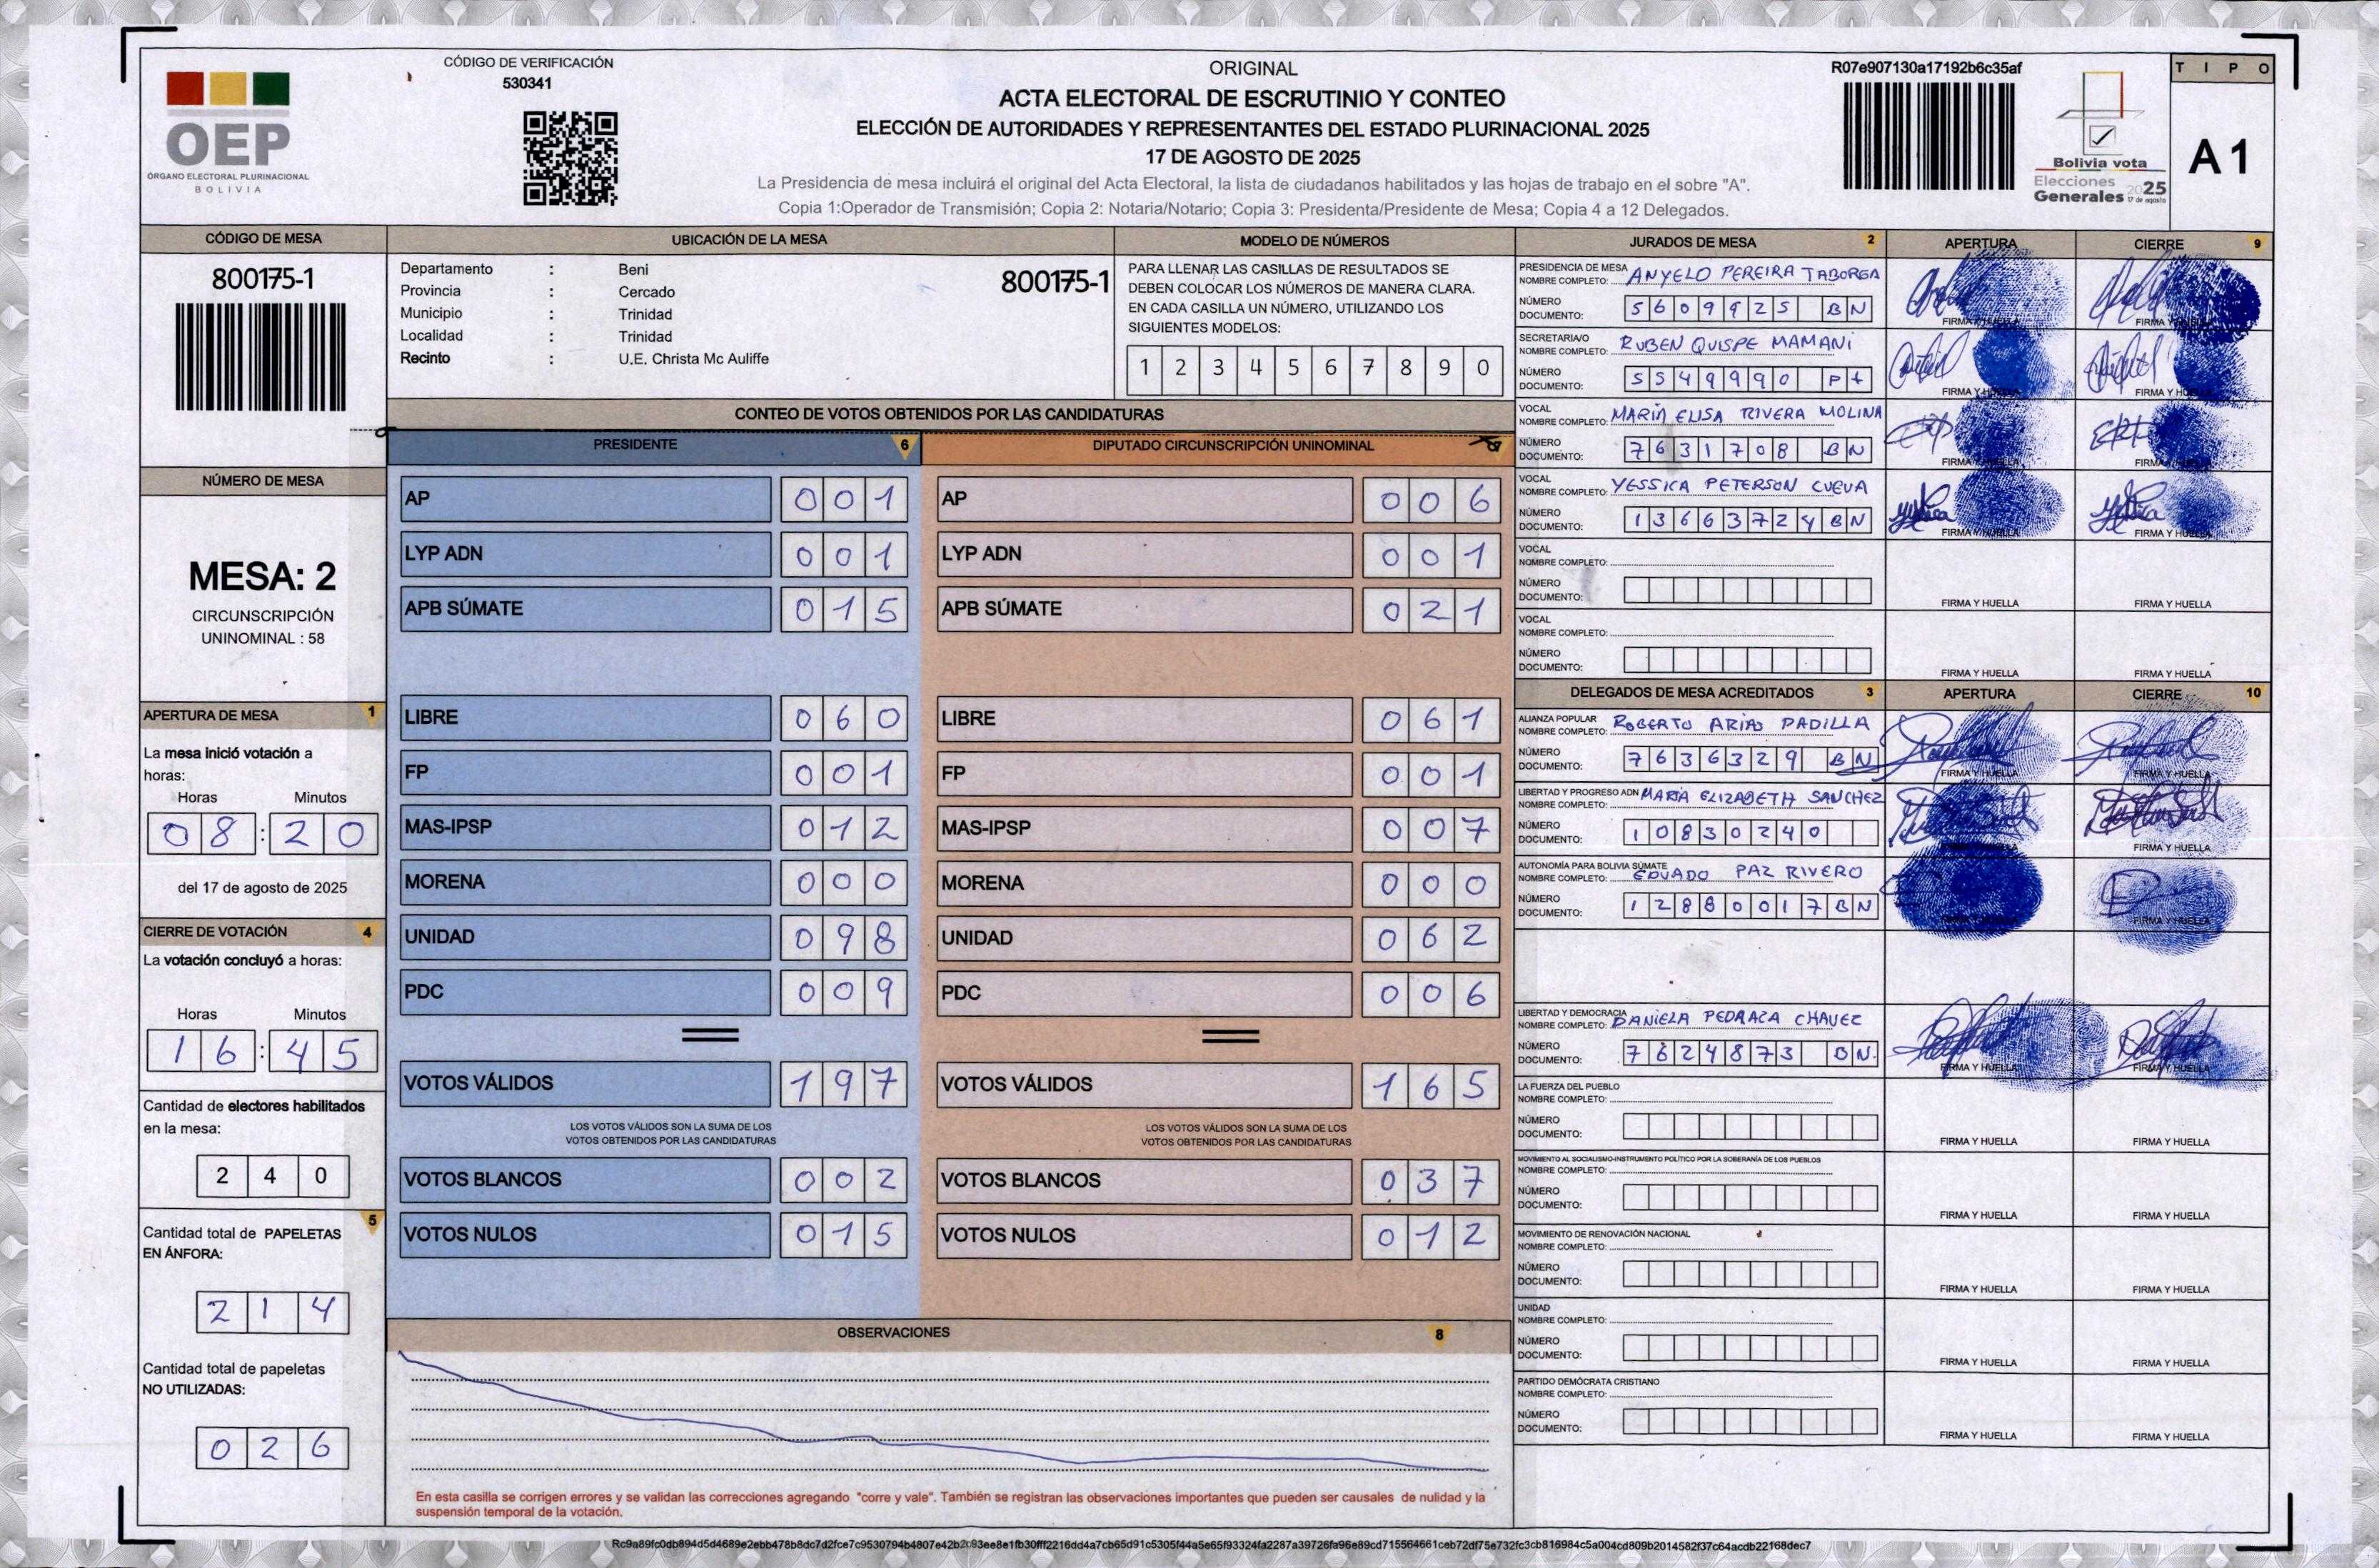 CÓDIGO DE VERIFICACIÓN
530341
OEP
ÓRGANO ELECTORAL PLURINACIONAL
BOLIVIA
ORIGINAL
ACTA ELECTORAL DE ESCRUTINIO Y CONTEO
ELECCIÓN DE AUTORIDADES Y REPRESENTANTES DEL ESTADO PLURINACIONAL 2025
17 DE AGOSTO DE 2025
La Presidencia de mesa incluirá el original del Acta Electoral, la lista de ciudadanos habilitados y las hojas de trabajo en el sobre "A".
Copia 1:Operador de Transmisión; Copia 2: Notaria/Notario; Copia 3: Presidenta/Presidente de Mesa; Copia 4 a 12 Delegados.
R07e907130a17192b6c35af
Bolivia vota
Elecciones
Generales 2025
17 de agosto
TIPO
A1
CÓDIGO DE MESA
800175-1
NÚMERO DE MESA
MESA: 2
CIRCUNSCRIPCIÓN
UNINOMINAL : 58
APERTURA DE MESA 1
La mesa inició votación a
horas:
Horas Minutos
08:20
del 17 de agosto de 2025
CIERRE DE VOTACIÓN 4
La votación concluyó a horas:
Horas Minutos
16:45
Cantidad de electores habilitados
en la mesa:
240
5
Cantidad total de PAPELETAS
EN ÁNFORA:
214
Cantidad total de papeletas
NO UTILIZADAS:
026
UBICACIÓN DE LA MESA
Departamento : Beni
Provincia : Cercado
Municipio : Trinidad
Localidad : Trinidad
Recinto : U.E. Christa Mc Auliffe
800175-1
MODELO DE NÚMEROS
PARA LLENAR LAS CASILLAS DE RESULTADOS SE
DEBEN COLOCAR LOS NÚMEROS DE MANERA CLARA.
EN CADA CASILLA UN NÚMERO, UTILIZANDO LOS
SIGUIENTES MODELOS:
1 2 3 4 5 6 7 8 9 0
CONTEO DE VOTOS OBTENIDOS POR LAS CANDIDATURAS
PRESIDENTE 6
AP 001
LYP ADN 001
APB SÚMATE 015
LIBRE 060
FP 001
MAS-IPSP 012
MORENA 000
UNIDAD 098
PDC 009
VOTOS VÁLIDOS 197
LOS VOTOS VÁLIDOS SON LA SUMA DE LOS
VOTOS OBTENIDOS POR LAS CANDIDATURAS
VOTOS BLANCOS 002
VOTOS NULOS 015
DIPUTADO CIRCUNSCRIPCIÓN UNINOMINAL
AP 006
LYP ADN 001
APB SÚMATE 021
LIBRE 061
FP 001
MAS-IPSP 007
MORENA 000
UNIDAD 062
PDC 006
VOTOS VÁLIDOS 165
LOS VOTOS VÁLIDOS SON LA SUMA DE LOS
VOTOS OBTENIDOS POR LAS CANDIDATURAS
VOTOS BLANCOS 037
VOTOS NULOS 012
OBSERVACIONES 8
En esta casilla se corrigen errores y se validan las correcciones agregando "corre y vale". También se registran las observaciones importantes que pueden ser causales de nulidad y la
suspensión temporal de la votación.
JURADOS DE MESA 2 APERTURA CIERRE 9
PRESIDENCIA DE MESA
NOMBRE COMPLETO: ANYELO PEREIRA TABORGA
NÚMERO
DOCUMENTO: 5609925 BN
FIRMA Y HUELLA FIRMA Y HUELLA
SECRETARIA/O
NOMBRE COMPLETO: RUBEN QUISPE MAMANI
NÚMERO
DOCUMENTO: 5549990 Pt
FIRMA Y HUELLA FIRMA Y HUELLA
VOCAL
NOMBRE COMPLETO: MARIA ELISA RIVERA MOLINA
NÚMERO
DOCUMENTO: 7631708 BN
FIRMA Y HUELLA FIRMA Y HUELLA
VOCAL
NOMBRE COMPLETO: YESSICA PETERSON CUEVA
NÚMERO
DOCUMENTO: 13663724BN
FIRMA Y HUELLA FIRMA Y HUELLA
VOCAL
NOMBRE COMPLETO:
NÚMERO
DOCUMENTO:
FIRMA Y HUELLA FIRMA Y HUELLA
VOCAL
NOMBRE COMPLETO:
NÚMERO
DOCUMENTO:
FIRMA Y HUELLA FIRMA Y HUELLA
DELEGADOS DE MESA ACREDITADOS 3 APERTURA CIERRE 10
ALIANZA POPULAR
NOMBRE COMPLETO: ROBERTO ARIAS PADILLA
NÚMERO
DOCUMENTO: 7636329 BN
FIRMA Y HUELLA FIRMA Y HUELLA
LIBERTAD Y PROGRESO ADN
NOMBRE COMPLETO: MARIA ELIZABETH SANCHEZ
NÚMERO
DOCUMENTO: 10830240
FIRMA Y HUELLA
AUTONOMÍA PARA BOLIVIA SÚMATE
NOMBRE COMPLETO: EDUADO PAZ RIVERO
NÚMERO
DOCUMENTO: 12880017BN
FIRMA Y HUELLA
LIBERTAD Y DEMOCRACIA
NOMBRE COMPLETO: DANIELA PEDRAZA CHAVEZ
NÚMERO
DOCUMENTO: 7624873 BN.
FIRMA Y HUELLA FIRMA Y HUELLA
LA FUERZA DEL PUEBLO
NOMBRE COMPLETO:
NÚMERO
DOCUMENTO:
FIRMA Y HUELLA FIRMA Y HUELLA
MOVIMIENTO AL SOCIALISMO-INSTRUMENTO POLÍTICO POR LA SOBERANÍA DE LOS PUEBLOS
NOMBRE COMPLETO:
NÚMERO
DOCUMENTO:
FIRMA Y HUELLA FIRMA Y HUELLA
MOVIMIENTO DE RENOVACIÓN NACIONAL
NOMBRE COMPLETO:
NÚMERO
DOCUMENTO:
FIRMA Y HUELLA FIRMA Y HUELLA
UNIDAD
NOMBRE COMPLETO:
NÚMERO
DOCUMENTO:
FIRMA Y HUELLA FIRMA Y HUELLA
PARTIDO DEMÓCRATA CRISTIANO
NOMBRE COMPLETO:
NÚMERO
DOCUMENTO:
FIRMA Y HUELLA FIRMA Y HUELLA